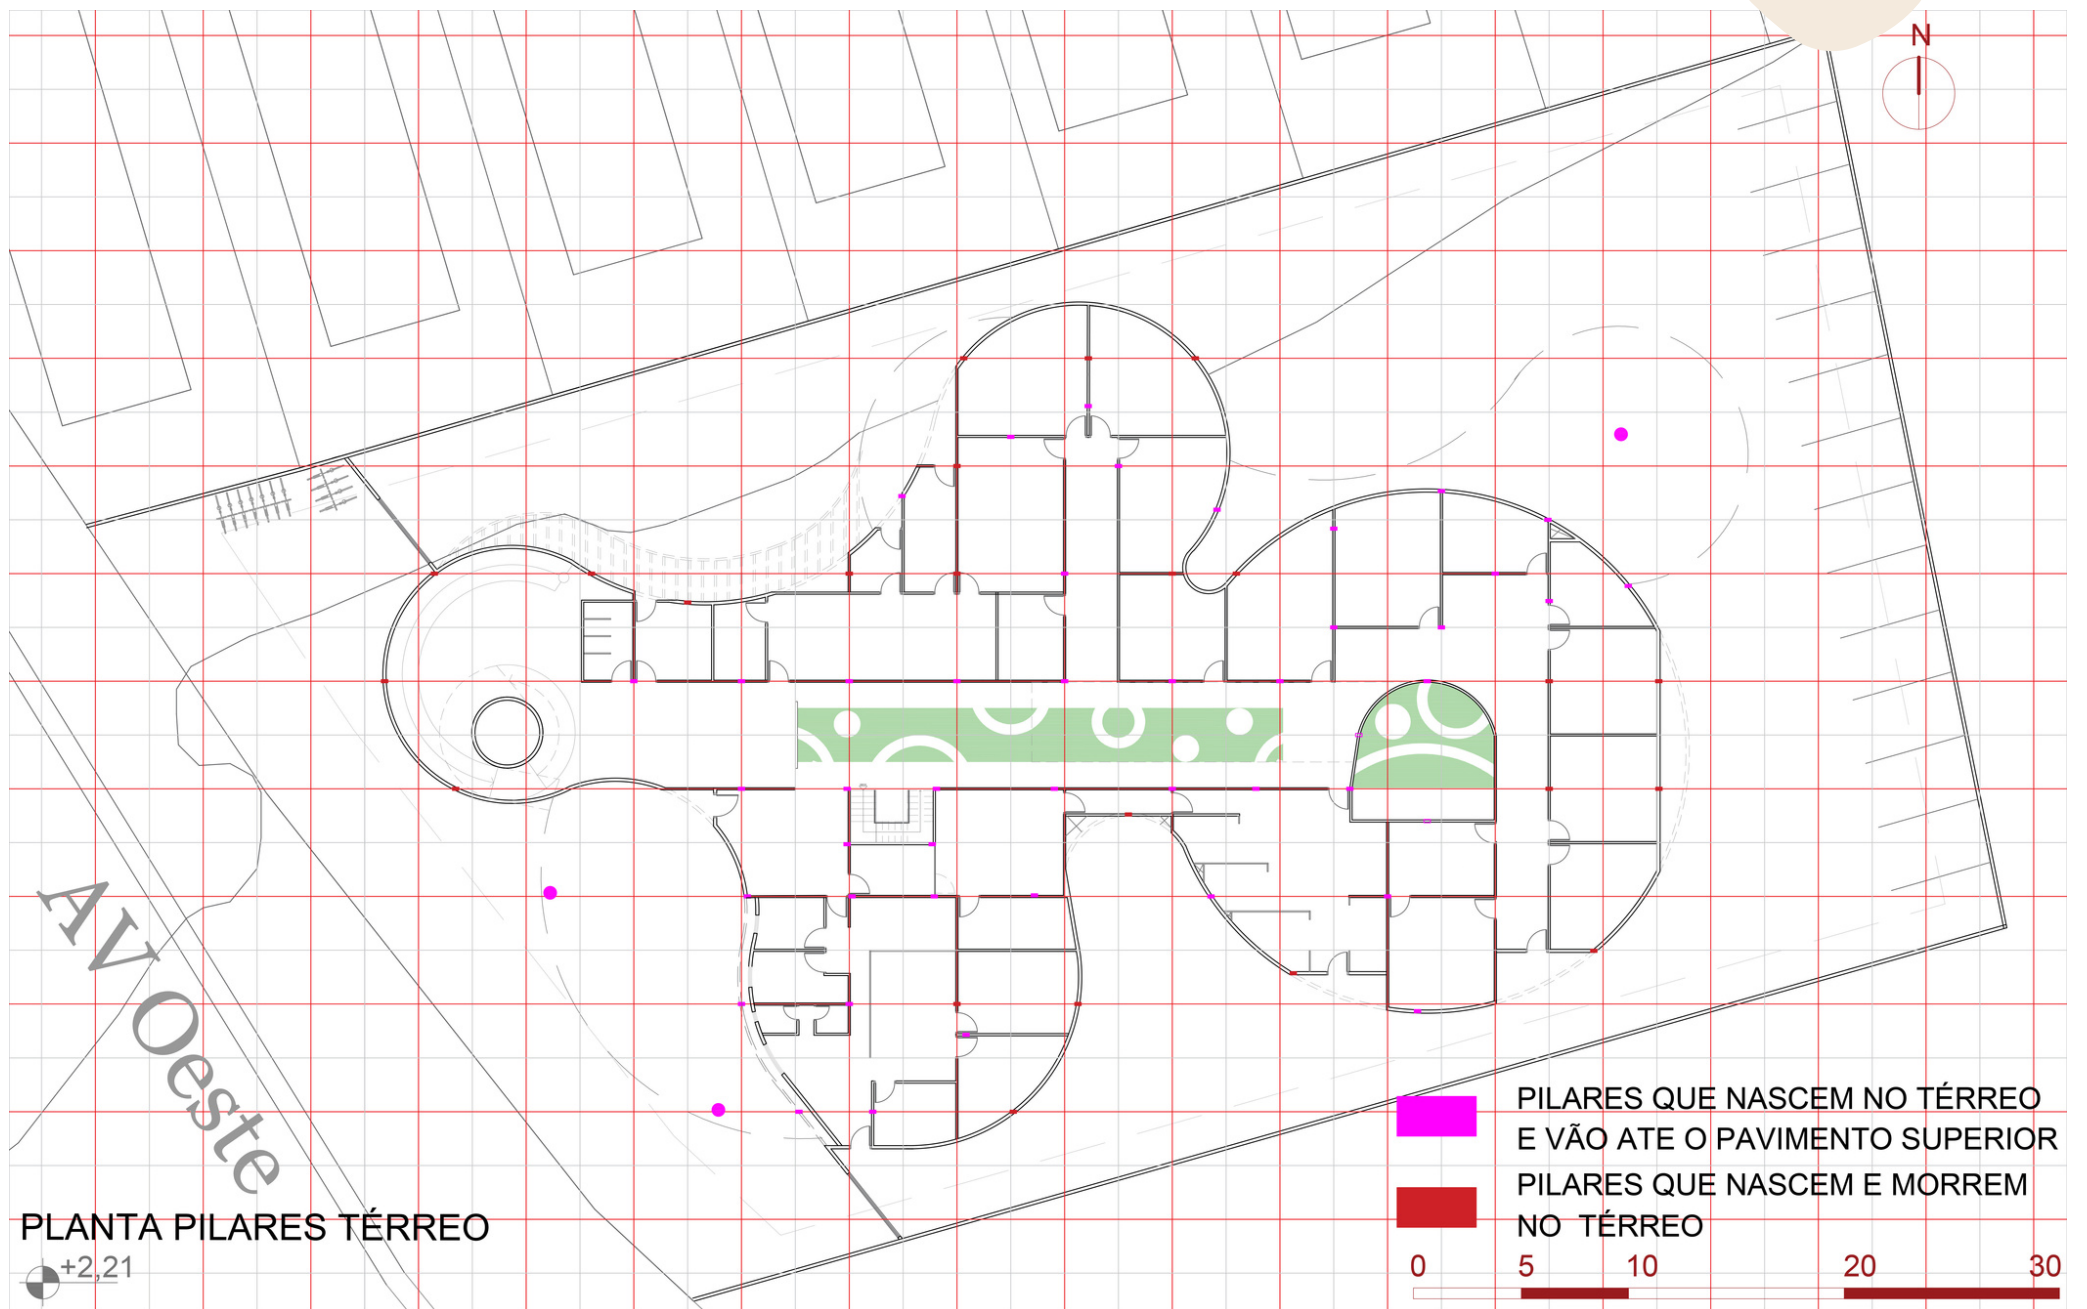 N
AV Oeste
PILARES QUE NASCEM NO TÉRREO
E VÃO ATE O PAVIMENTO SUPERIOR
PILARES QUE NASCEM E MORREM
NO TÉRREO
PLANTA PILARES TÉRREO
+2,21
0 5 10 20 30